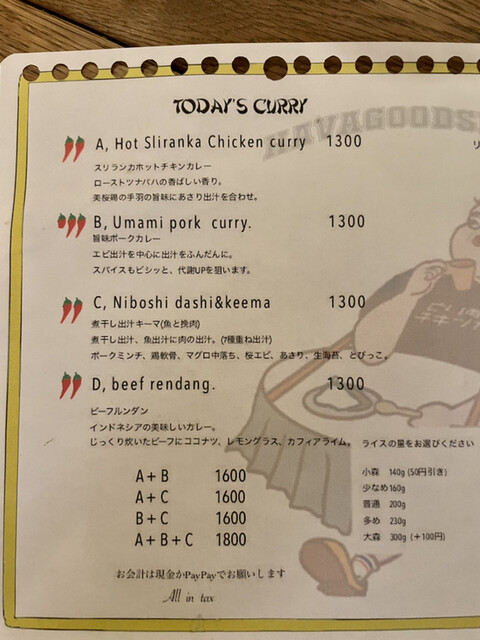 TODAY'S CURRY
HAVAGOODS
A, Hot Sliranka Chicken curry 1300
スリランカホットチキンカレー
ローストツナパハの香ばしい香り。
美桜鶏の手羽の旨味にあさり出汁を合わせ。
B, Umami pork curry. 1300
旨味ポークカレー
エビ出汁を中心に出汁をふんだんに。
スパイスもビシッと、代謝UPを狙います。
C, Niboshi dashi&keema 1300
煮干し出汁キーマ(魚と挽肉)
煮干し出汁、魚出汁に肉の出汁。(7種重ね出汁)
ポークミンチ、鶏軟骨、マグロ中落ち、桜エビ、あさり、生海苔、とびっこ。
D, beef rendang. 1300
ビーフルンダン
インドネシアの美味しいカレー。
じっくり炊いたビーフにココナツ、レモングラス、カフィアライム。
A+B 1600
A+C 1600
B+C 1600
A+B+C 1800
ライスの量をお選びください
小森 140g (50円引き)
少なめ160g
普通 200g
多め 230g
大森 300g (+100円)
お会計は現金かPayPayでお願いします
All in tax